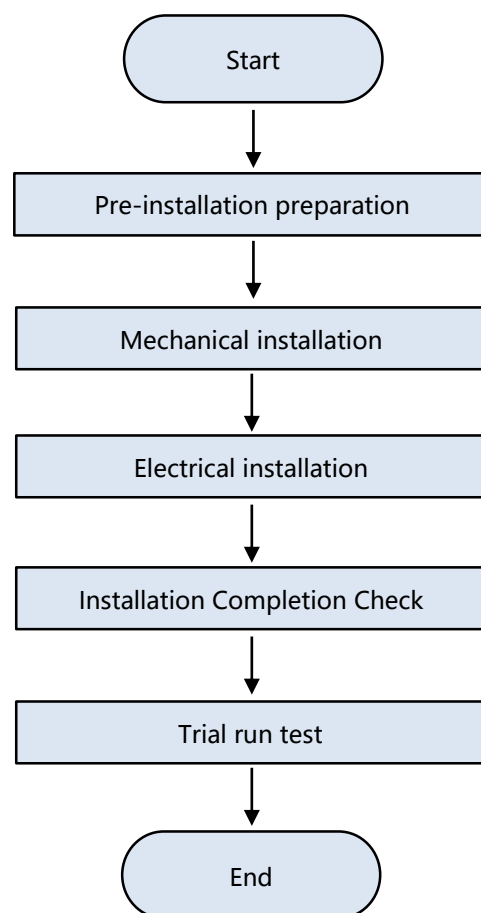 Start
Pre-installation preparation
Mechanical installation
Electrical installation
Installation Completion Check
Trial run test
End